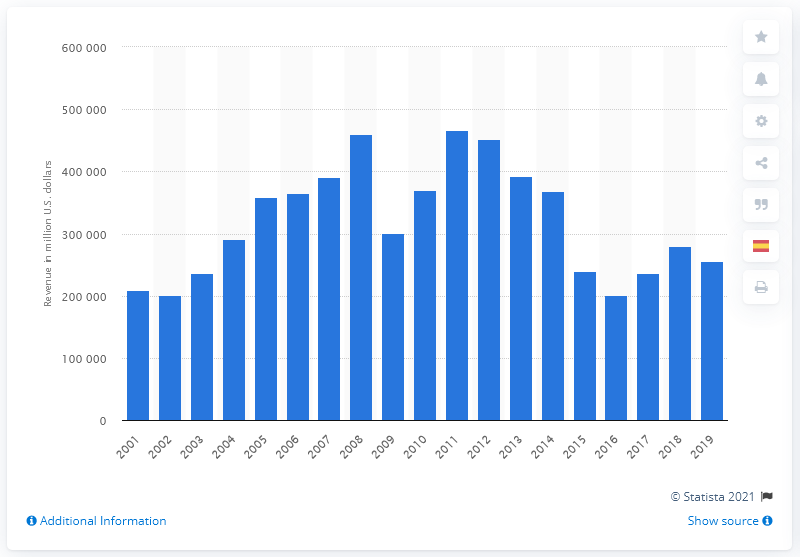 600 000
500 000
400 000
300 000
200 000
100 000
0
Revenue in million U.S. dollars
2001 2002 2003 2004 2005 2006 2007 2008 2009 2010 2011 2012 2013 2014 2015 2016 2017 2018 2019
© Statista 2021
Additional Information
Show source